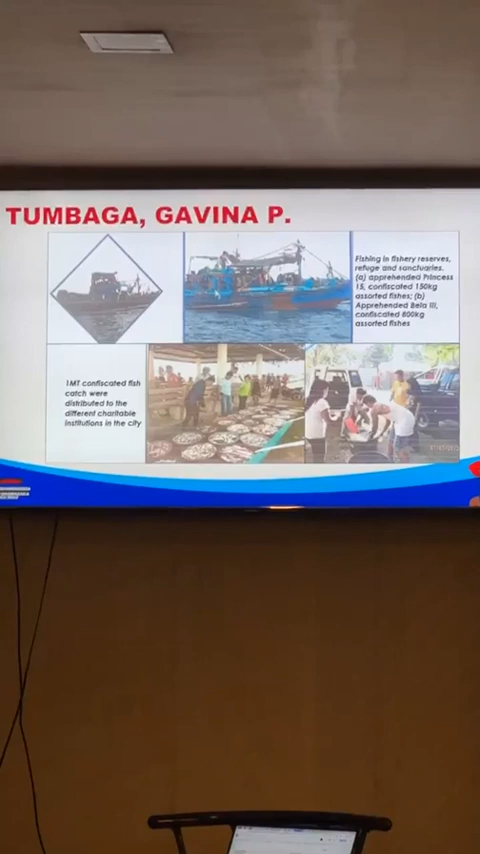 TUMBAGA, GAVINA P.
Fishing in fishery reserves,
refuge and sanctuaries.
(a) apprehended Princess
15, confiscated 150kg
assorted fishes; (b)
Apprehended Bella III,
confiscated 800kg
assorted fishes
1MT confiscated fish
catch were
distributed to the
different charitable
institutions in the city